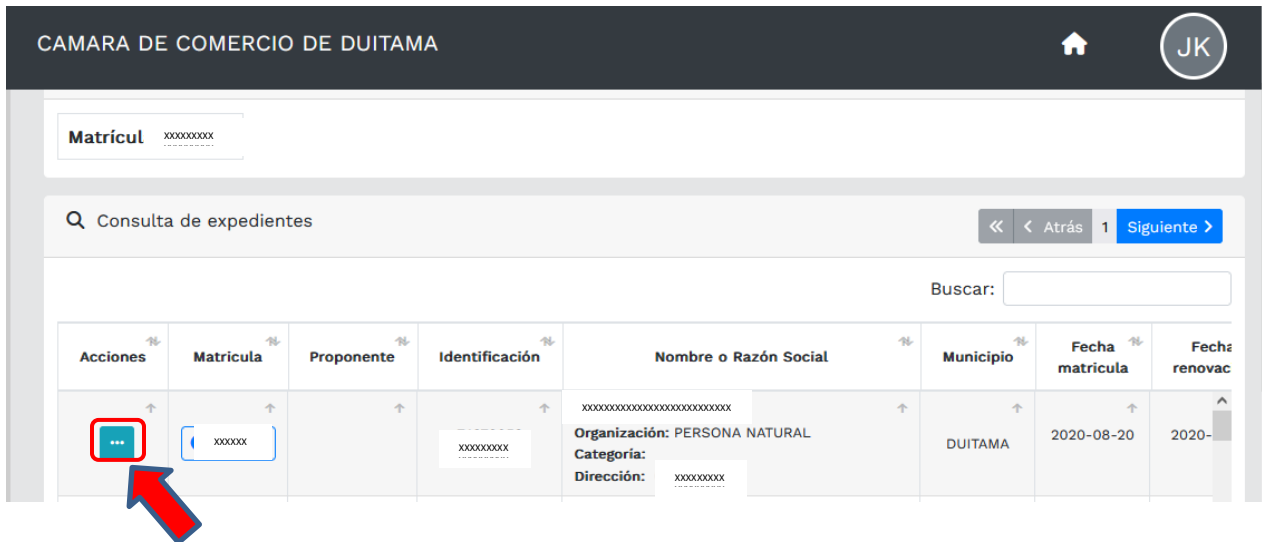 CAMARA DE COMERCIO DE DUITAMA
JK
Matrícul xxxxxxxxx
Consulta de expedientes
Atrás 1 Siguiente
Buscar:
Acciones Matricula Proponente Identificación Nombre o Razón Social Municipio Fecha matricula Fecha renovac
xxxxxxxxxxxxxxxxxxxxxxxxxxx
... xxxxxx xxxxxxxxx Organización: PERSONA NATURAL DUITAMA 2020-08-20 2020-
Categoría:
Dirección: xxxxxxxxx